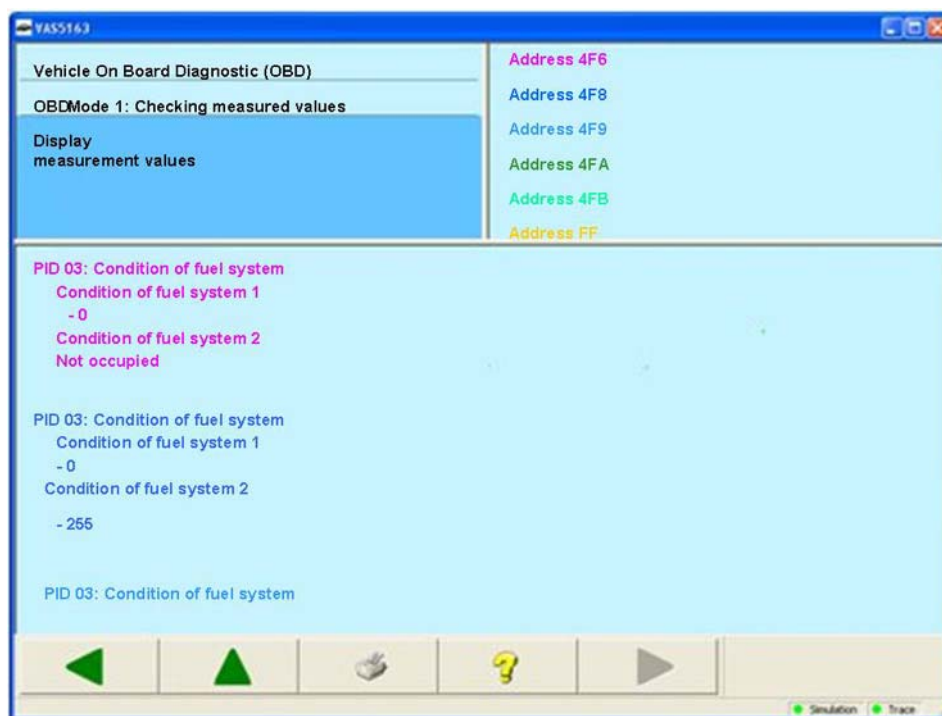 VAS5163
Vehicle On Board Diagnostic (OBD)
OBDMode 1: Checking measured values
Display
measurement values
Address 4F6
Address 4F8
Address 4F9
Address 4FA
Address 4FB
Address FF
PID 03: Condition of fuel system
Condition of fuel system 1
- 0
Condition of fuel system 2
Not occupied
PID 03: Condition of fuel system
Condition of fuel system 1
- 0
Condition of fuel system 2
- 255
PID 03: Condition of fuel system
Simulation
Trace